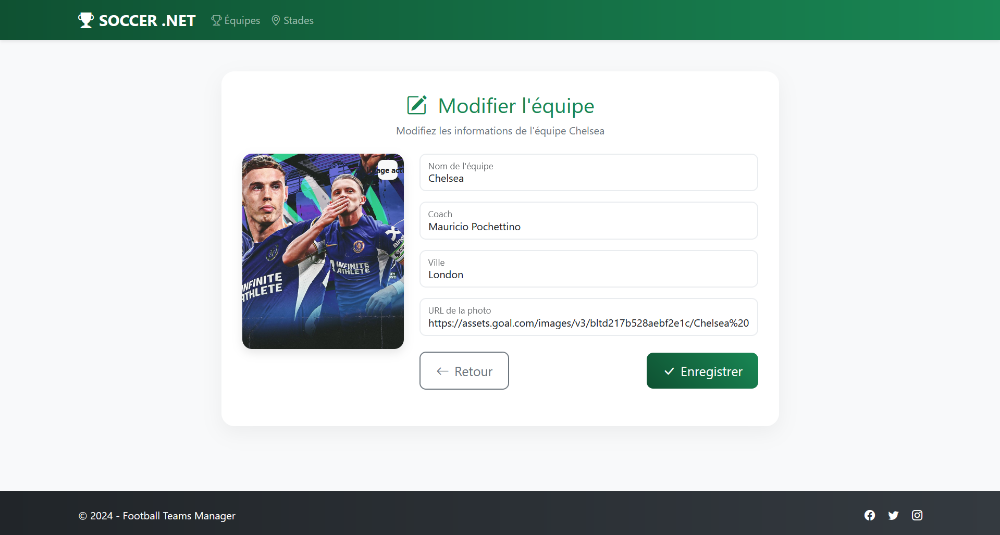 SOCCER .NET
Équipes
Stades
Modifier l'équipe
Modifiez les informations de l'équipe Chelsea
age act
INFINITE
ATHLETE
INFINITE
ATHLETE
Nom de l'équipe
Chelsea
Coach
Mauricio Pochettino
Ville
London
URL de la photo
https://assets.goal.com/images/v3/bltd217b528aebf2e1c/Chelsea%20
Retour
Enregistrer
© 2024 - Football Teams Manager